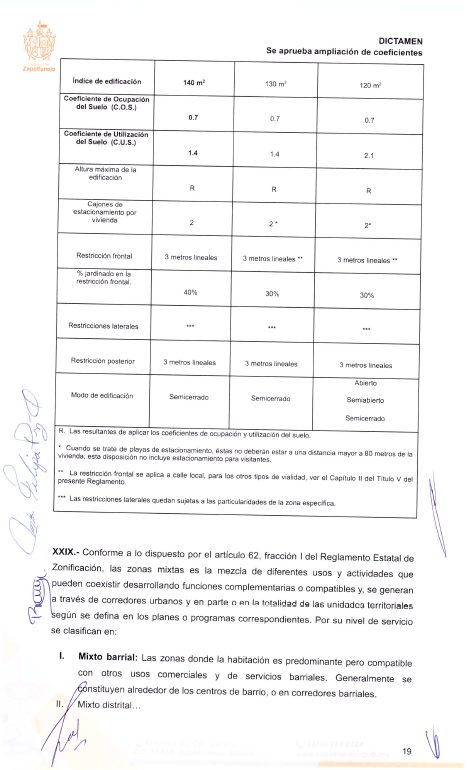 Zapotlanejo
DICTAMEN
Se aprueba ampliación de coeficientes
Índice de edificación 140 m² 130 m² 120 m²
Coeficiente de Ocupación
del Suelo (C.O.S.)
0.7 0.7 0.7
Coeficiente de Utilización
del Suelo (C.U.S.)
1.4 1.4 2.1
Altura máxima de la
edificación
R R R
Cajones de
estacionamiento por
vivienda
2 2 * 2*
Restricción frontal 3 metros lineales 3 metros lineales ** 3 metros lineales **
% jardinado en la
restricción frontal.
40% 30% 30%
Restricciones laterales *** *** ***
Restricción posterior 3 metros lineales 3 metros lineales 3 metros lineales
Modo de edificación Semicerrado Semicerrado
Abierto
Semiabierto
Semicerrado
R. Las resultantes de aplicar los coeficientes de ocupación y utilización del suelo.
* Cuando se trate de playas de estacionamiento, éstas no deberán estar a una distancia mayor a 80 metros de la
vivienda; esta disposición no incluye estacionamiento para visitantes.
** La restricción frontal se aplica a calle local, para los otros tipos de vialidad, ver el Capítulo II del Título V del
presente Reglamento.
*** Las restricciones laterales quedan sujetas a las particularidades de la zona específica.
XXIX.- Conforme a lo dispuesto por el artículo 62, fracción I del Reglamento Estatal de
Zonificación, las zonas mixtas es la mezcla de diferentes usos y actividades que
pueden coexistir desarrollando funciones complementarias o compatibles y, se generan
a través de corredores urbanos y en parte o en la totalidad de las unidades territoriales
según se defina en los planes o programas correspondientes. Por su nivel de servicio
se clasifican en:
I. Mixto barrial: Las zonas donde la habitación es predominante pero compatible
con otros usos comerciales y de servicios barriales. Generalmente se
constituyen alrededor de los centros de barrio, o en corredores barriales.
II. Mixto distrital…
19